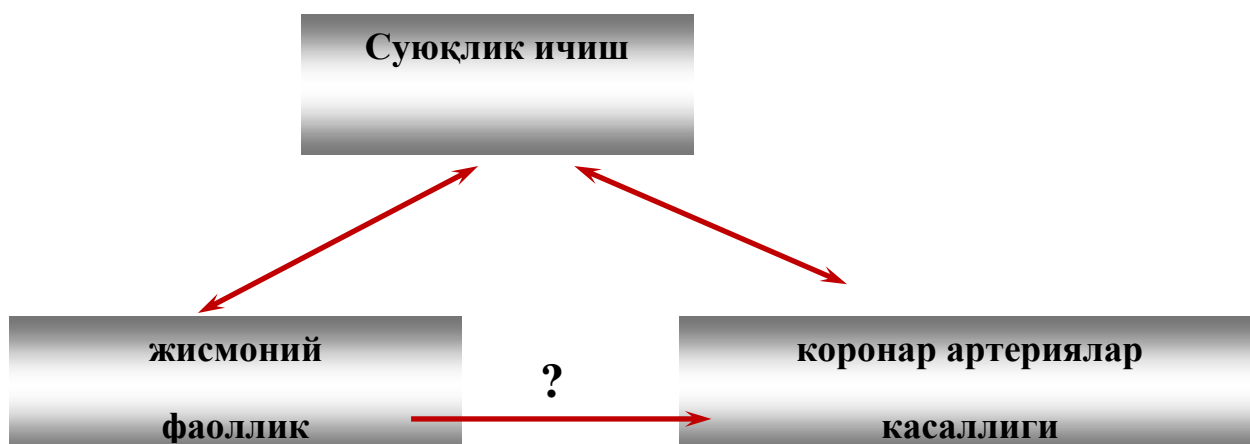 Суюқлик ичиш
жисмоний
фаоллик
?
коронар артериялар
касаллиги